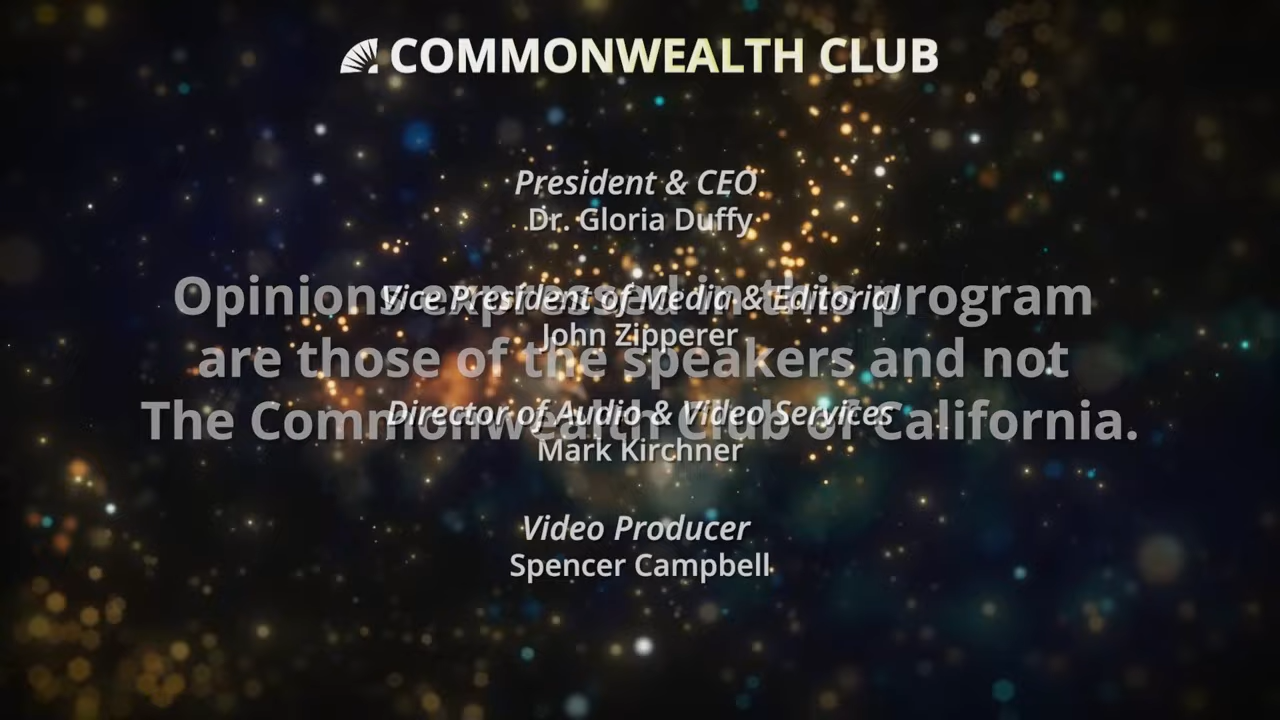 COMMONWEALTH CLUB
President & CEO
Dr. Gloria Duffy
Opinions expressed in this program
Vice President of Media & Editorial
John Zipperer
are those of the speakers and not
Director of Audio & Video Services
The Commonwealth Club of California.
Mark Kirchner
Video Producer
Spencer Campbell